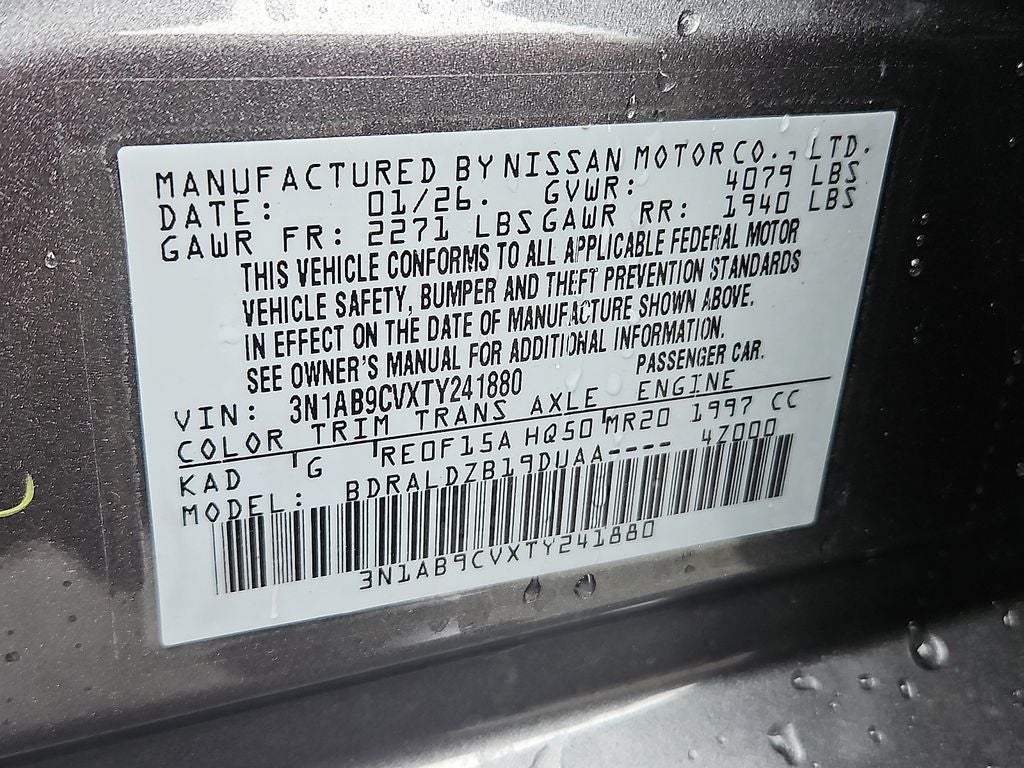 MANUFACTURED BY NISSAN MOTOR CO., LTD.
DATE: 01/26. GVWR: 4079 LBS
GAWR FR: 2271 LBS GAWR RR: 1940 LBS
THIS VEHICLE CONFORMS TO ALL APPLICABLE FEDERAL MOTOR
VEHICLE SAFETY, BUMPER AND THEFT PREVENTION STANDARDS
IN EFFECT ON THE DATE OF MANUFACTURE SHOWN ABOVE.
SEE OWNER'S MANUAL FOR ADDITIONAL INFORMATION.
VIN: 3N1AB9CVXTY241880 PASSENGER CAR.
COLOR TRIM TRANS AXLE ENGINE
KAD G RE0F15A HQ50 MR20 1997 CC
MODEL: BDRALDZB19DUAA---- 4Z000
3N1AB9CVXTY241880